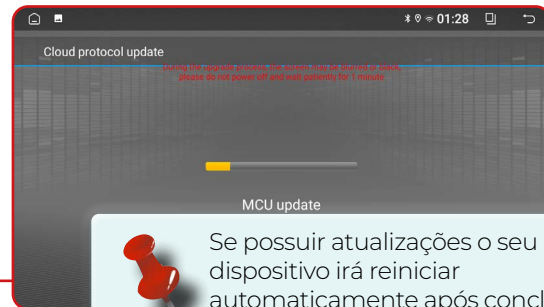 01:28
Cloud protocol update
During the upgrade process, the screen may be blurred or black,
please do not power off and wait patiently for 1 minute
MCU update
Se possuir atualizações o seu
dispositivo irá reiniciar
automaticamente após